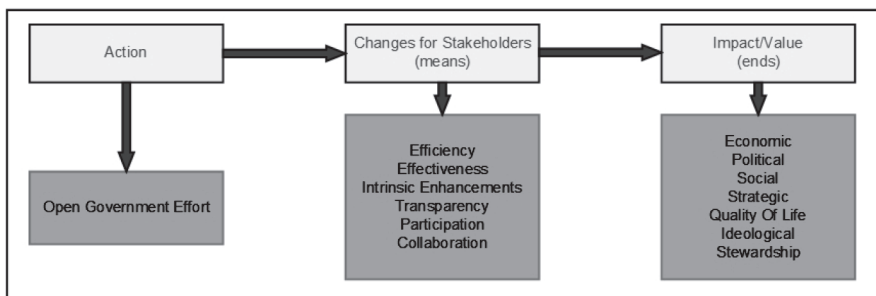 Action
Changes for Stakeholders
(means)
Impact/Value
(ends)
Open Government Effort
Efficiency
Effectiveness
Intrinsic Enhancements
Transparency
Participation
Collaboration
Economic
Political
Social
Strategic
Quality Of Life
Ideological
Stewardship